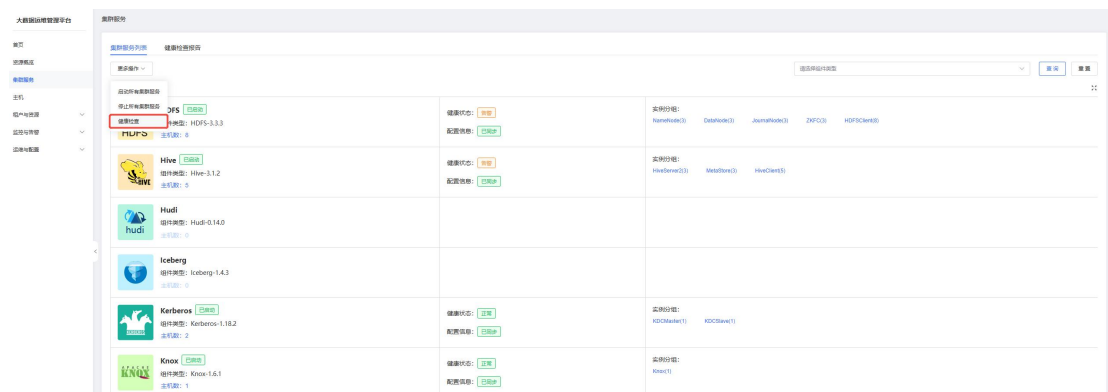 大数据运维管理平台
集群服务
首页
资源概览
集群服务
主机
租户与资源
监控与告警
运维与配置
集群服务列表 健康检查报告
更多操作
请选择组件类型
查询 重置
启动所有集群服务
停止所有集群服务
健康检查
DFS 已启动
件类型：HDFS-3.3.3
HDFS
主机数：8
健康状态：告警
配置信息：已同步
实例分组：
NameNode(3) DataNode(3) JournalNode(3) ZKFC(3) HDFSClient(8)
Hive 已启动
组件类型：Hive-3.1.2
主机数：5
HIVE
健康状态：告警
配置信息：已同步
实例分组：
HiveServer2(3) MetaStore(3) HiveClient(5)
Hudi
组件类型：Hudi-0.14.0
主机数：0
hudi
Iceberg
组件类型：Iceberg-1.4.3
主机数：0
Kerberos 已启动
组件类型：Kerberos-1.18.2
主机数：2
健康状态：正常
配置信息：已同步
实例分组：
KDCMaster(1) KDCSlave(1)
Knox 已启动
组件类型：Knox-1.6.1
主机数：1
APACHE
KNOX
健康状态：正常
配置信息：已同步
实例分组：
Knox(1)